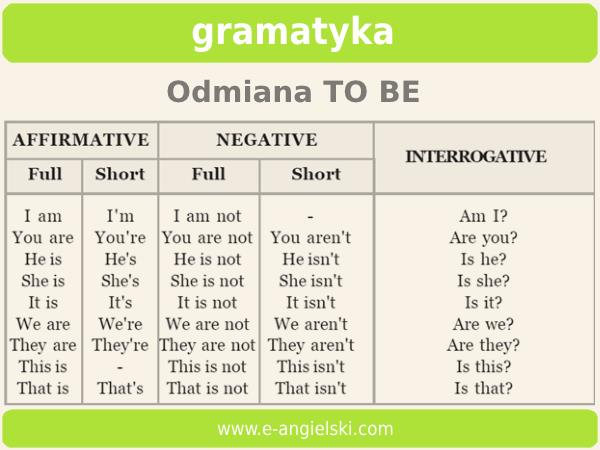 gramatyka
Odmiana TO BE
AFFIRMATIVE NEGATIVE INTERROGATIVE
Full Short Full Short
I am I'm I am not - Am I?
You are You're You are not You aren't Are you?
He is He's He is not He isn't Is he?
She is She's She is not She isn't Is she?
It is It's It is not It isn't Is it?
We are We're We are not We aren't Are we?
They are They're They are not They aren't Are they?
This is - This is not This isn't Is this?
That is That's That is not That isn't Is that?
www.e-angielski.com